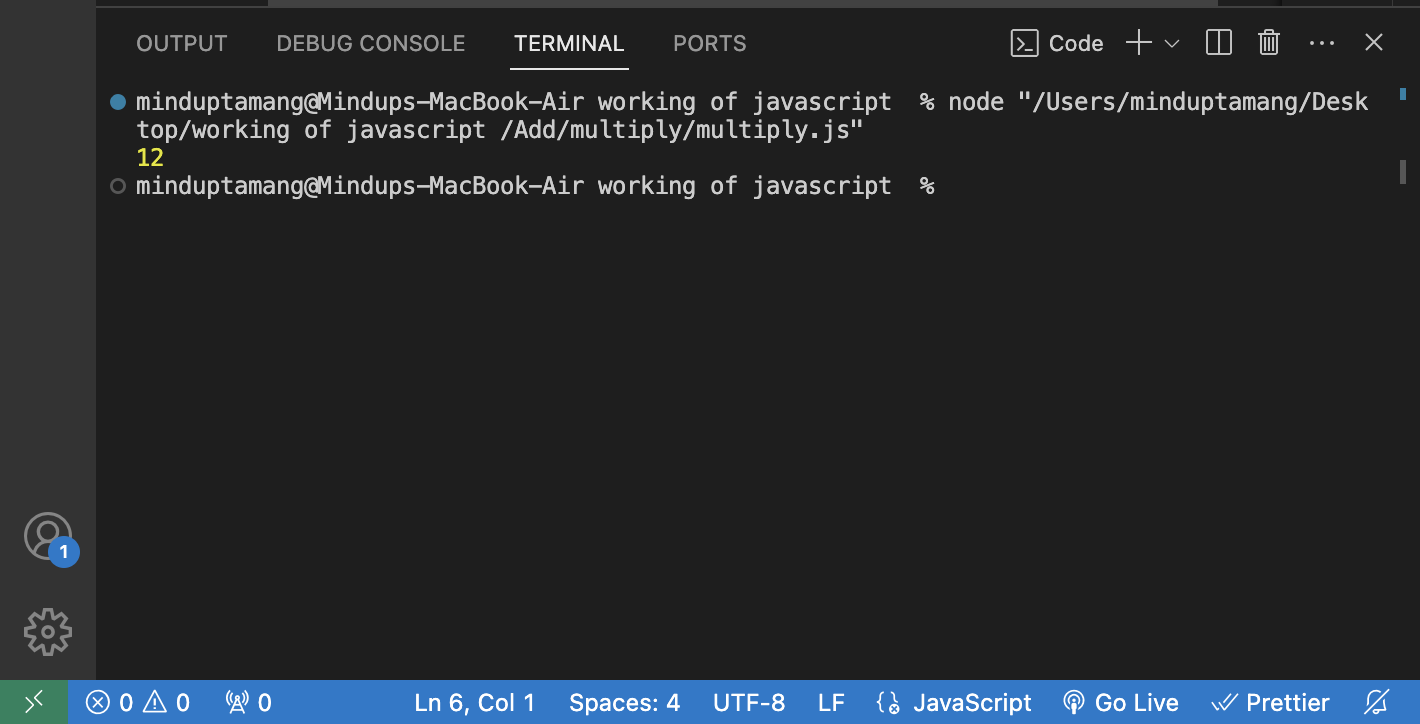 OUTPUT DEBUG CONSOLE TERMINAL PORTS Code
minduptamang@Mindups-MacBook-Air working of javascript  % node "/Users/minduptamang/Desk
top/working of javascript /Add/multiply/multiply.js"
12
minduptamang@Mindups-MacBook-Air working of javascript  %
1
0 0 0 Ln 6, Col 1 Spaces: 4 UTF-8 LF JavaScript Go Live Prettier